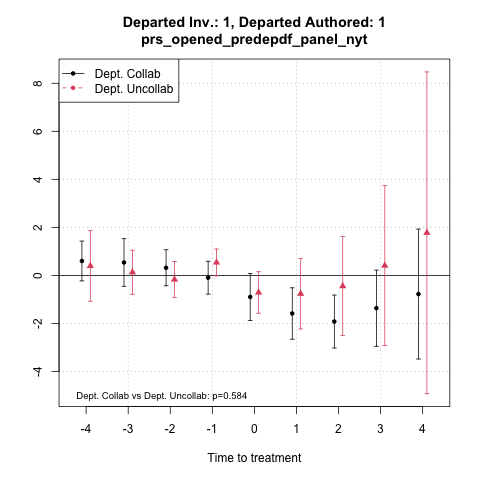 Departed Inv.: 1, Departed Authored: 1
prs_opened_predepdf_panel_nyt
Dept. Collab
Dept. Uncollab
8
6
4
2
0
-2
-4
Dept. Collab vs Dept. Uncollab: p=0.584
-4 -3 -2 -1 0 1 2 3 4
Time to treatment